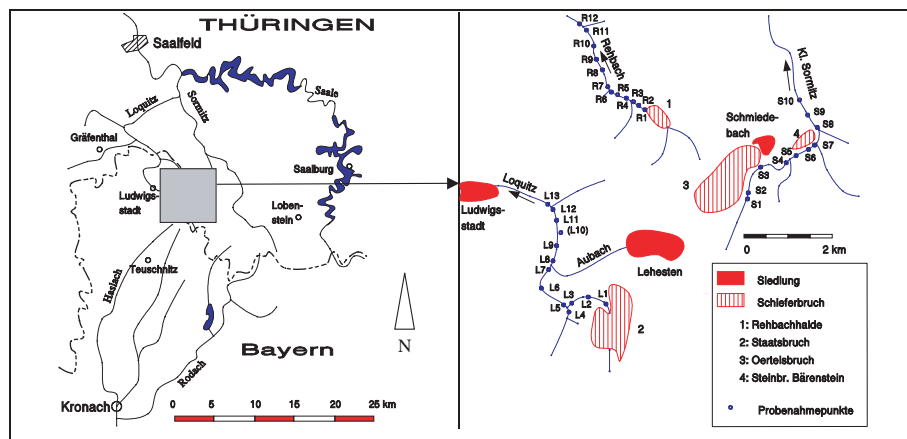 THÜRINGEN
Saalfeld
Loquitz
Sormitz
Saale
Gräfenthal
Saalburg
Ludwigs-
stadt
Loben-
stein
Teuschnitz
Haslach
N
Bayern
Rodach
Kronach
0 5 10 15 20 25 km
R12
R11
R10
R9
R8
R7
R6
R5
R4
R3
R2
R1
Rehbach
1
Kl. Sormitz
S10
S9
S8
S7
S6
S5
S4
S3
S2
S1
Schmiede-
bach
4
3
0 2 km
Loquitz
Ludwigs-
stadt
L13
L12
L11
(L10)
L9
L8
L7
L6
L5
L4
L3
L2
L1
Aubach
Lehesten
2
Siedlung
Schieferbruch
1: Rehbachhalde
2: Staatsbruch
3: Oertelsbruch
4: Steinbr. Bärenstein
Probenahmepunkte